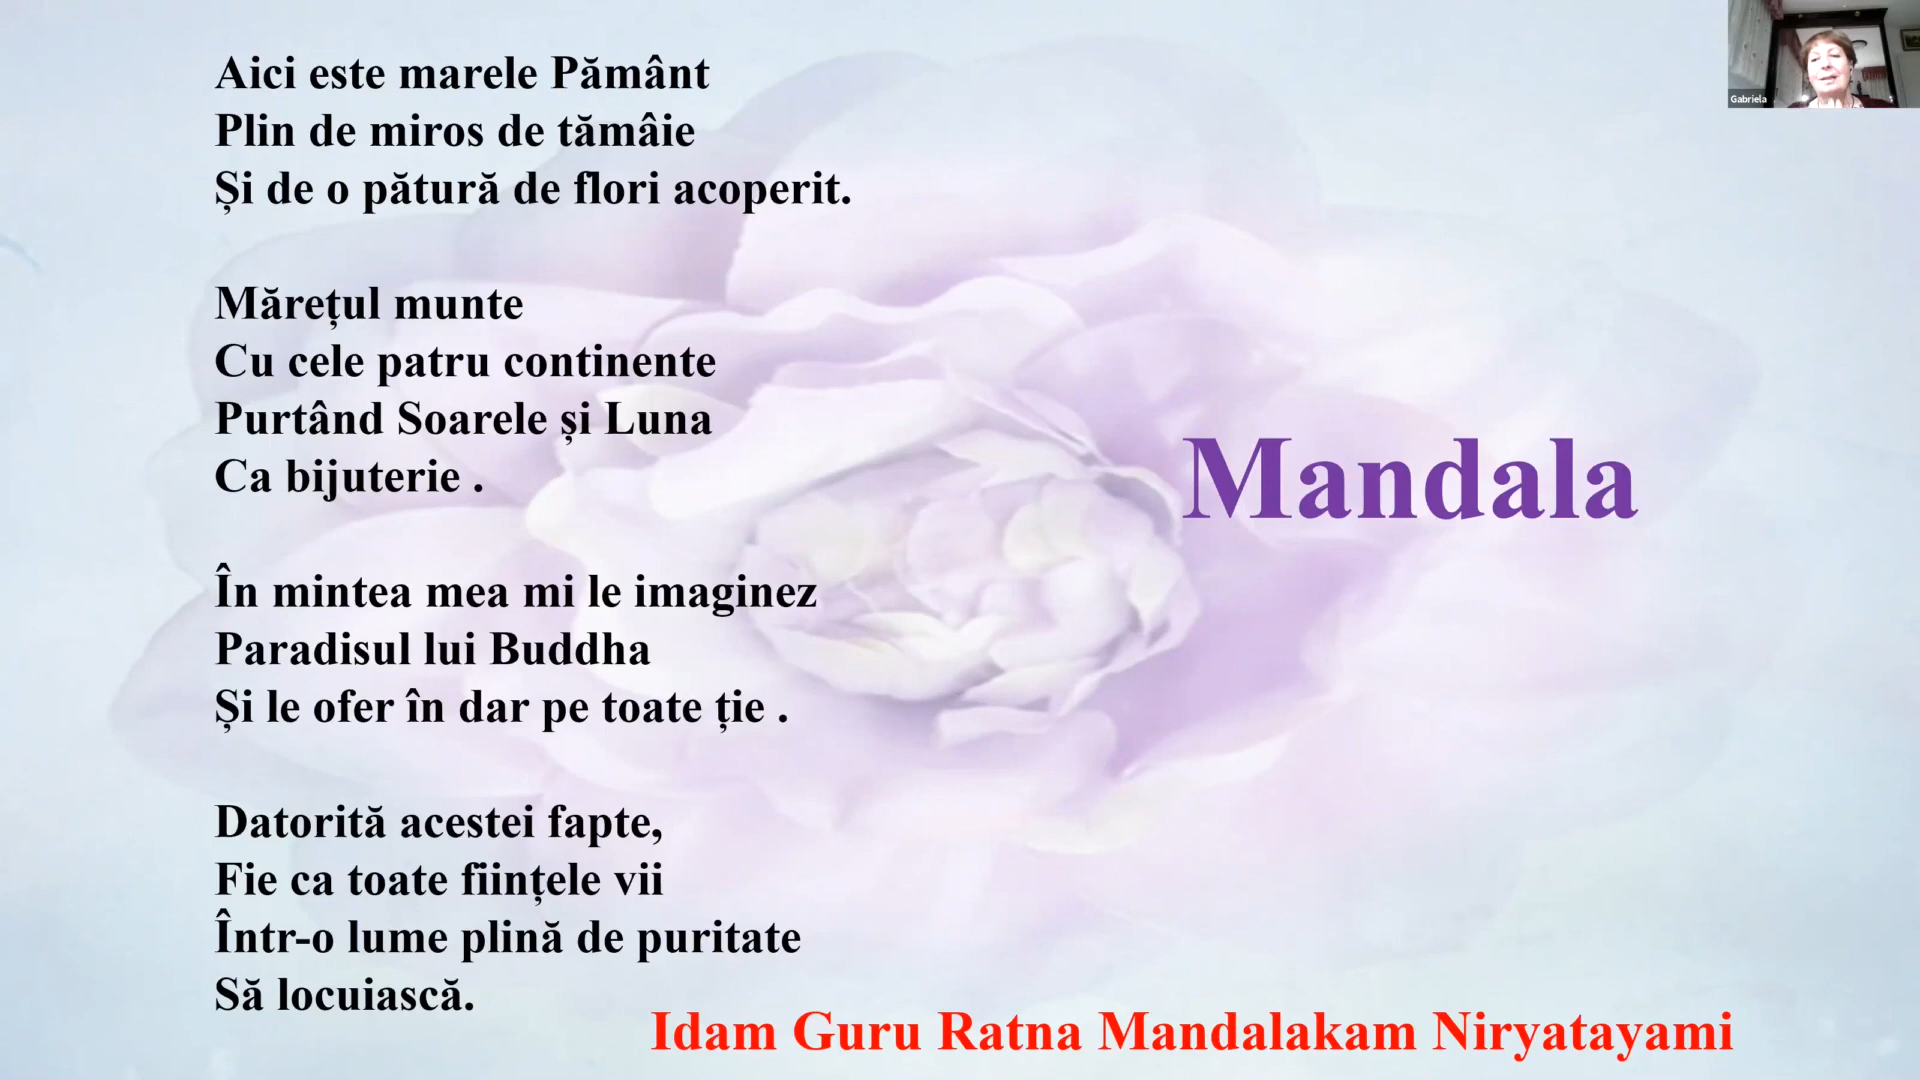 Aici este marele Pământ
Plin de miros de tămâie
Și de o pătură de flori acoperit.
Mărețul munte
Cu cele patru continente
Purtând Soarele și Luna
Ca bijuterie .
În mintea mea mi le imaginez
Paradisul lui Buddha
Și le ofer în dar pe toate ție .
Datorită acestei fapte,
Fie ca toate ființele vii
Într-o lume plină de puritate
Să locuiască.
Mandala
Idam Guru Ratna Mandalakam Niryatayami
Gabriela